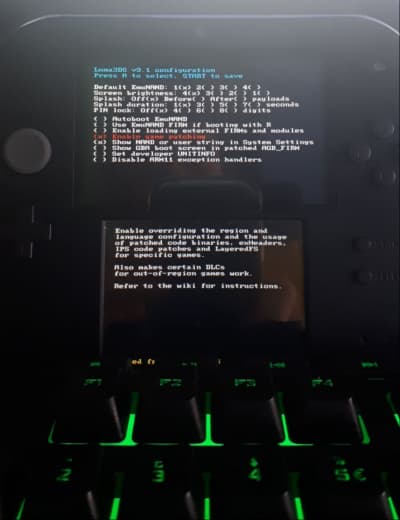 Luma3DS v9.1 configuration
Press A to select, START to save
Default EmuNAND: 1(x) 2( ) 3( ) 4( )
Screen brightness: 4(x) 3( ) 2( ) 1( )
Splash: Off(x) Before( ) After( ) payloads
Splash duration: 1(x) 3( ) 5( ) 7( ) seconds
PIN lock: Off(x) 4( ) 6( ) 8( ) digits
( ) Autoboot EmuNAND
( ) Use EmuNAND FIRM if booting with R
( ) Enable loading external FIRMs and modules
(x) Enable game patching
(x) Show NAND or user string in System Settings
( ) Show GBA boot screen in patched AGB_FIRM
( ) Set developer UNITINFO
( ) Disable ARM11 exception handlers
Enable overriding the region and
language configuration and the usage
of patched code binaries, exHeaders,
IPS code patches and LayeredFS
for specific games.
Also makes certain DLCs
for out-of-region games work.
Refer to the wiki for instructions.
ed fr
F1 F2 F3 F4
2 3 4 5 €